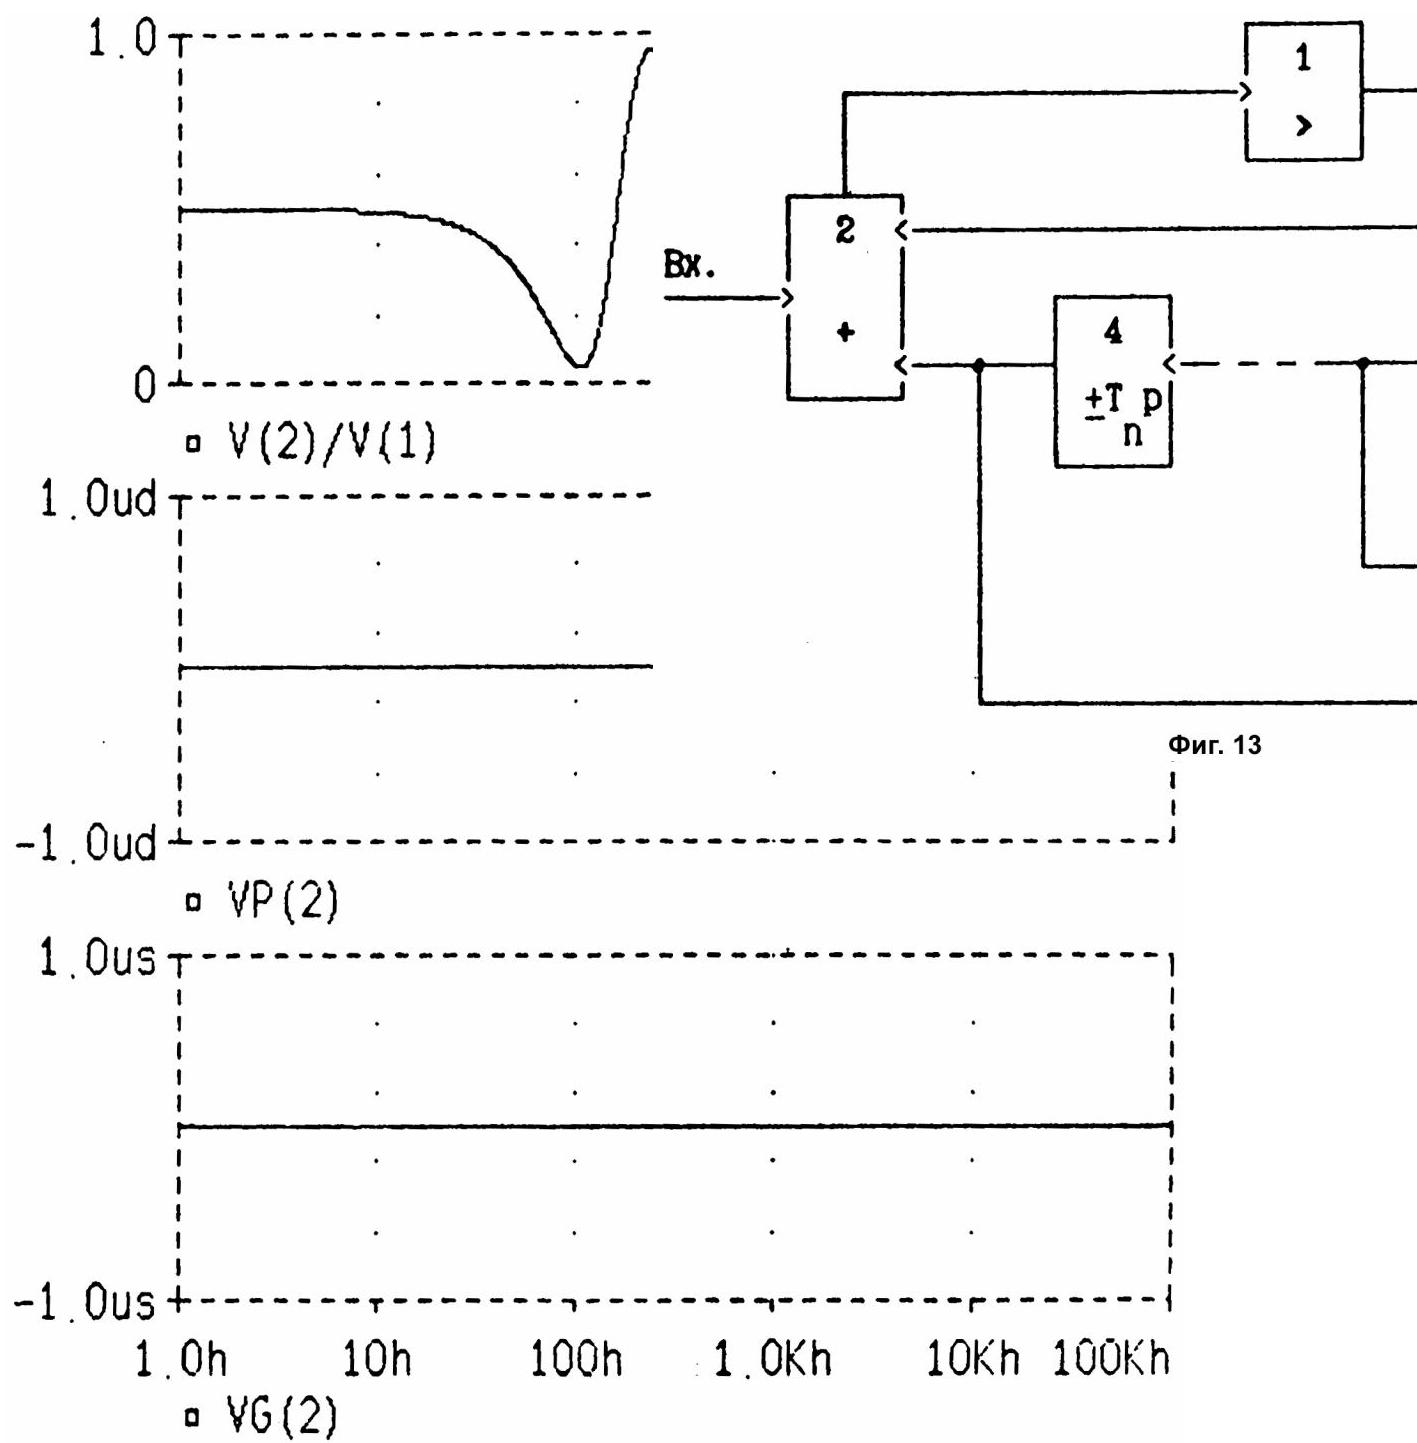 1.0
1
>
2
Вх.
+
4
±T p
n
0
▫ V(2)/V(1)
1.0ud
Фиг. 13
-1.0ud
▫ VP(2)
1.0us
-1.0us
1.0h 10h 100h 1.0Kh 10Kh 100Kh
▫ VG(2)